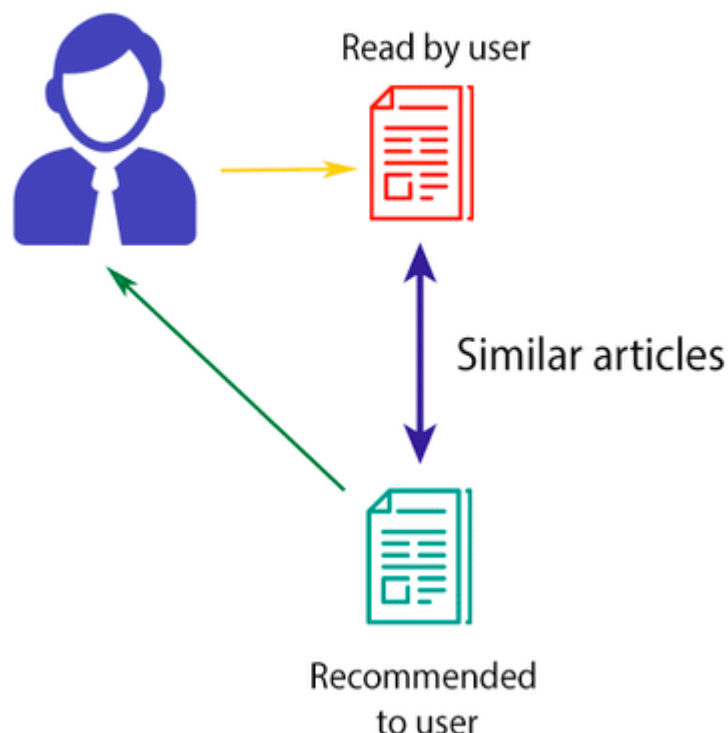 Read by user
Similar articles
Recommended
to user